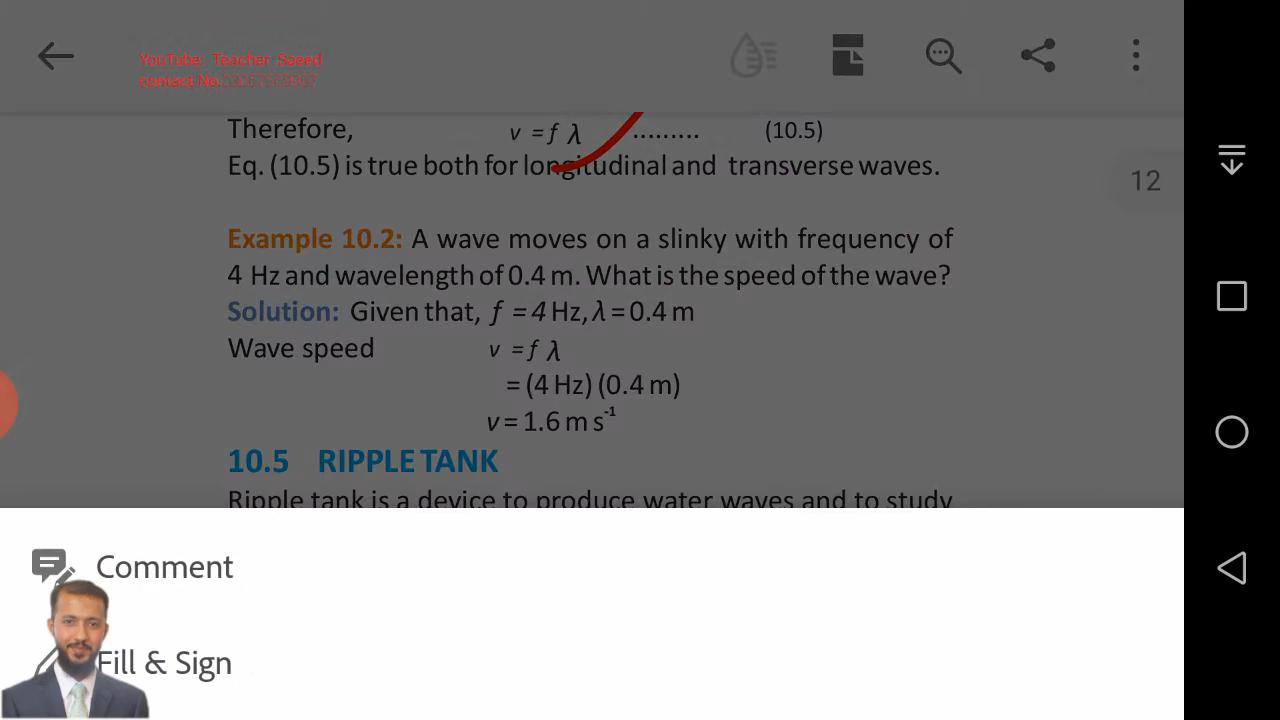 YouTube: Teacher Saeed
contact No.
Therefore, v = f λ ......... (10.5)
Eq. (10.5) is true both for longitudinal and transverse waves.
12
Example 10.2: A wave moves on a slinky with frequency of
4 Hz and wavelength of 0.4 m. What is the speed of the wave?
Solution: Given that, f = 4 Hz, λ = 0.4 m
Wave speed v = f λ
= (4 Hz) (0.4 m)
v = 1.6 m s⁻¹
10.5 RIPPLE TANK
Ripple tank is a device to produce water waves and to study
Comment
Fill & Sign